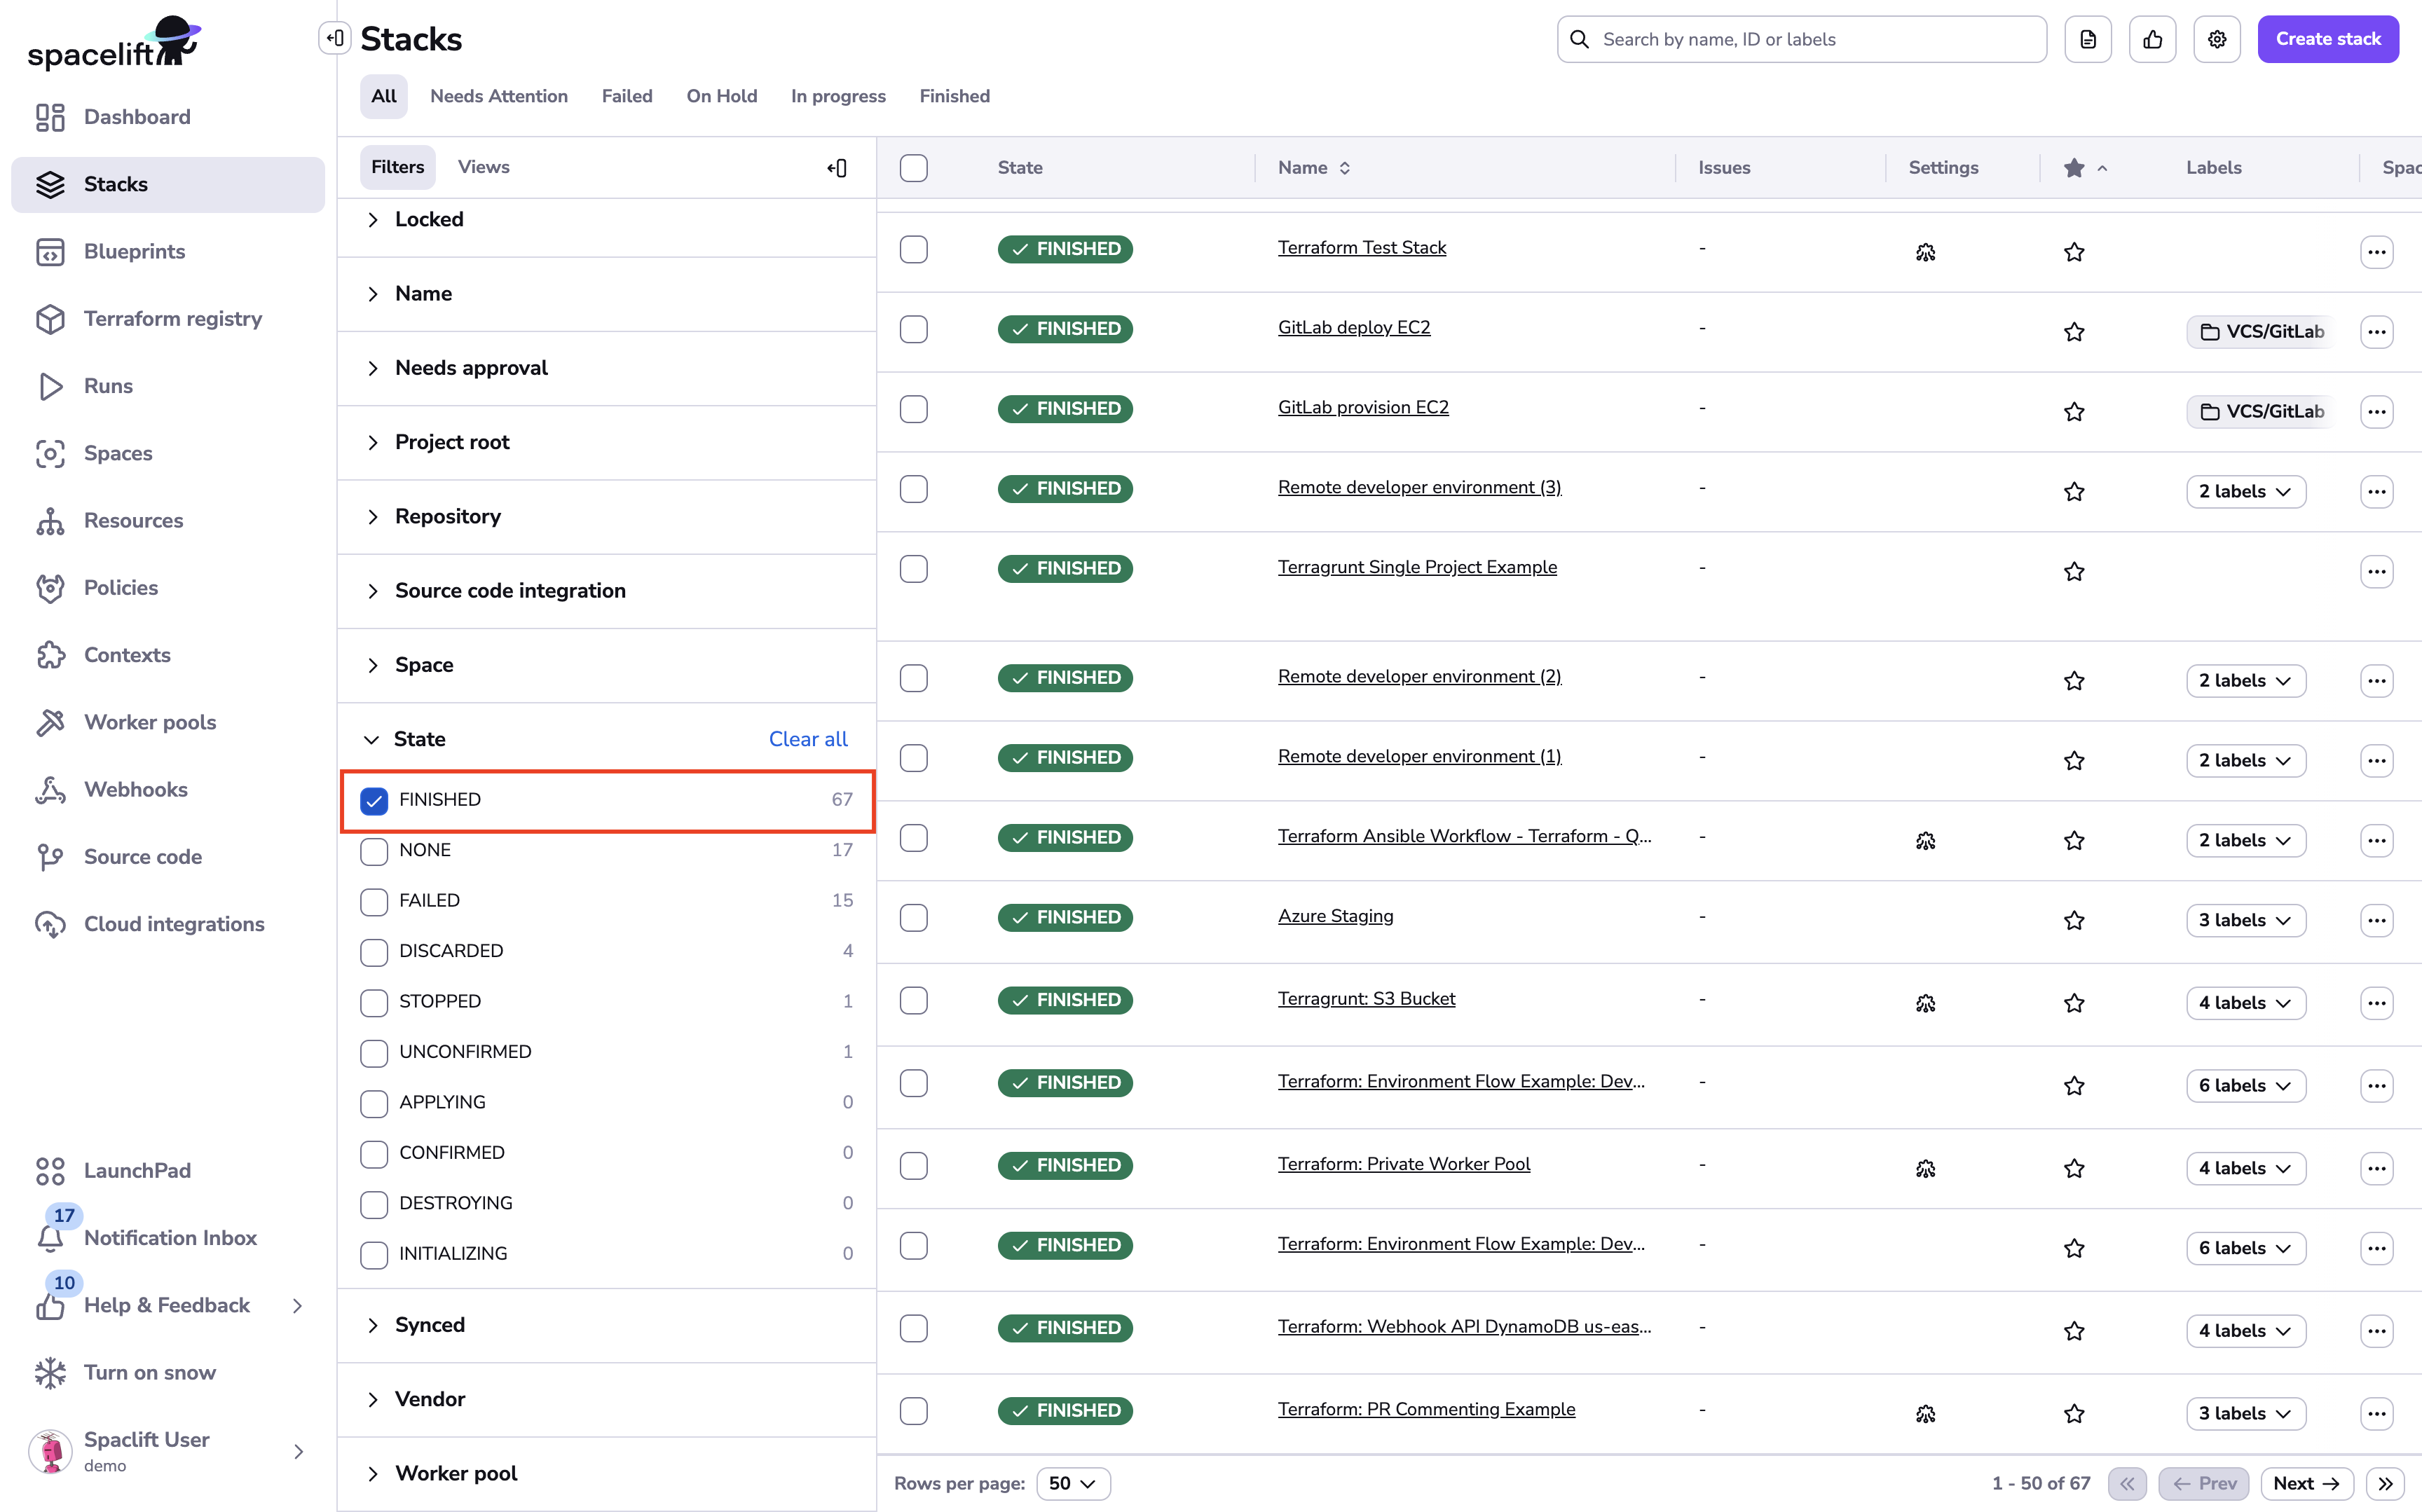 spacelift
Dashboard
Stacks
Blueprints
Terraform registry
Runs
Spaces
Resources
Policies
Contexts
Worker pools
Webhooks
Source code
Cloud integrations
LaunchPad
17
Notification Inbox
10
Help & Feedback
Turn on snow
Spaclift User
demo
Stacks
Search by name, ID or labels
Create stack
All Needs Attention Failed On Hold In progress Finished
Filters Views
Locked
Name
Needs approval
Project root
Repository
Source code integration
Space
State Clear all
FINISHED 67
NONE 17
FAILED 15
DISCARDED 4
STOPPED 1
UNCONFIRMED 1
APPLYING 0
CONFIRMED 0
DESTROYING 0
INITIALIZING 0
Synced
Vendor
Worker pool
State Name Issues Settings Labels Spac
FINISHED Terraform Test Stack -
FINISHED GitLab deploy EC2 - VCS/GitLab
FINISHED GitLab provision EC2 - VCS/GitLab
FINISHED Remote developer environment (3) - 2 labels
FINISHED Terragrunt Single Project Example -
FINISHED Remote developer environment (2) - 2 labels
FINISHED Remote developer environment (1) - 2 labels
FINISHED Terraform Ansible Workflow - Terraform - Q... - 2 labels
FINISHED Azure Staging - 3 labels
FINISHED Terragrunt: S3 Bucket - 4 labels
FINISHED Terraform: Environment Flow Example: Dev... - 6 labels
FINISHED Terraform: Private Worker Pool - 4 labels
FINISHED Terraform: Environment Flow Example: Dev... - 6 labels
FINISHED Terraform: Webhook API DynamoDB us-eas... - 4 labels
FINISHED Terraform: PR Commenting Example - 3 labels
Rows per page: 50 1 - 50 of 67 Prev Next